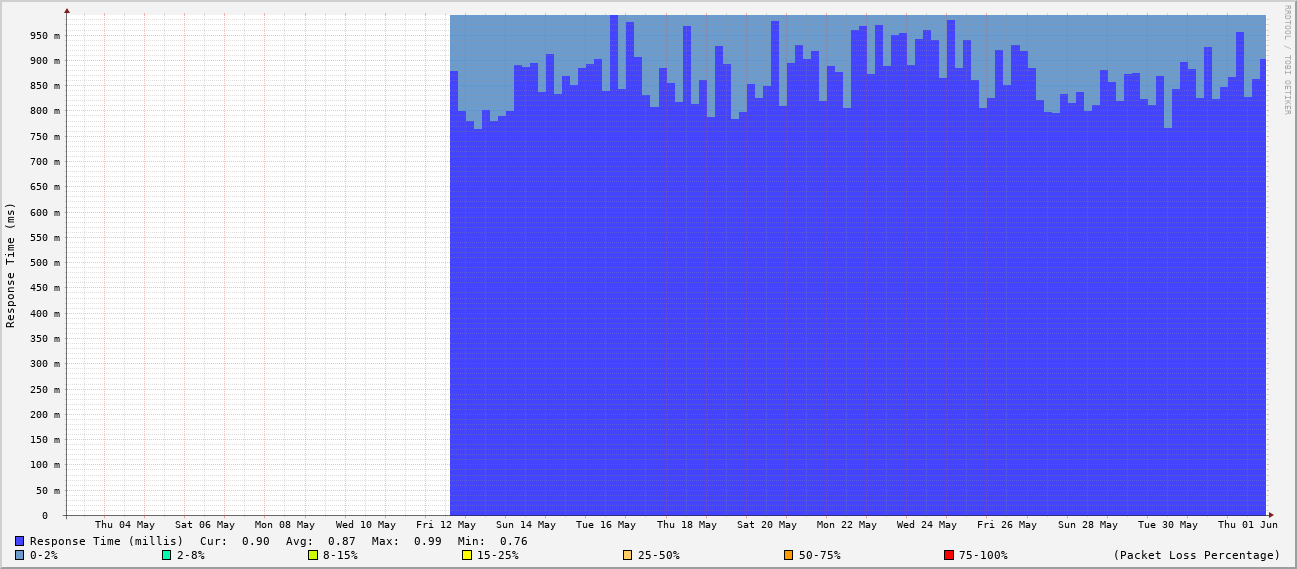 RRDTOOL / TOBI OETIKER
Response Time (ms)
950 m
900 m
850 m
800 m
750 m
700 m
650 m
600 m
550 m
500 m
450 m
400 m
350 m
300 m
250 m
200 m
150 m
100 m
50 m
0
Thu 04 May Sat 06 May Mon 08 May Wed 10 May Fri 12 May Sun 14 May Tue 16 May Thu 18 May Sat 20 May Mon 22 May Wed 24 May Fri 26 May Sun 28 May Tue 30 May Thu 01 Jun
Response Time (millis) Cur: 0.90 Avg: 0.87 Max: 0.99 Min: 0.76
0-2% 2-8% 8-15% 15-25% 25-50% 50-75% 75-100% (Packet Loss Percentage)